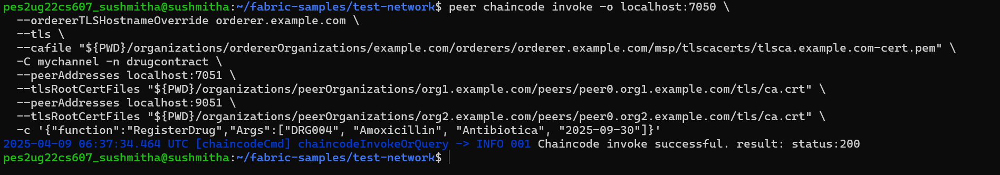 pes2ug22cs607_sushmitha@sushmitha:~/fabric-samples/test-network$ peer chaincode invoke -o localhost:7050 \
  --ordererTLSHostnameOverride orderer.example.com \
  --tls \
  --cafile "${PWD}/organizations/ordererOrganizations/example.com/orderers/orderer.example.com/msp/tlscacerts/tlsca.example.com-cert.pem" \
  -C mychannel -n drugcontract \
  --peerAddresses localhost:7051 \
  --tlsRootCertFiles "${PWD}/organizations/peerOrganizations/org1.example.com/peers/peer0.org1.example.com/tls/ca.crt" \
  --peerAddresses localhost:9051 \
  --tlsRootCertFiles "${PWD}/organizations/peerOrganizations/org2.example.com/peers/peer0.org2.example.com/tls/ca.crt" \
  -c '{"function":"RegisterDrug","Args":["DRG004", "Amoxicillin", "Antibiotica", "2025-09-30"]}'
2025-04-09 06:37:34.464 UTC [chaincodeCmd] chaincodeInvokeOrQuery -> INFO 001 Chaincode invoke successful. result: status:200
pes2ug22cs607_sushmitha@sushmitha:~/fabric-samples/test-network$